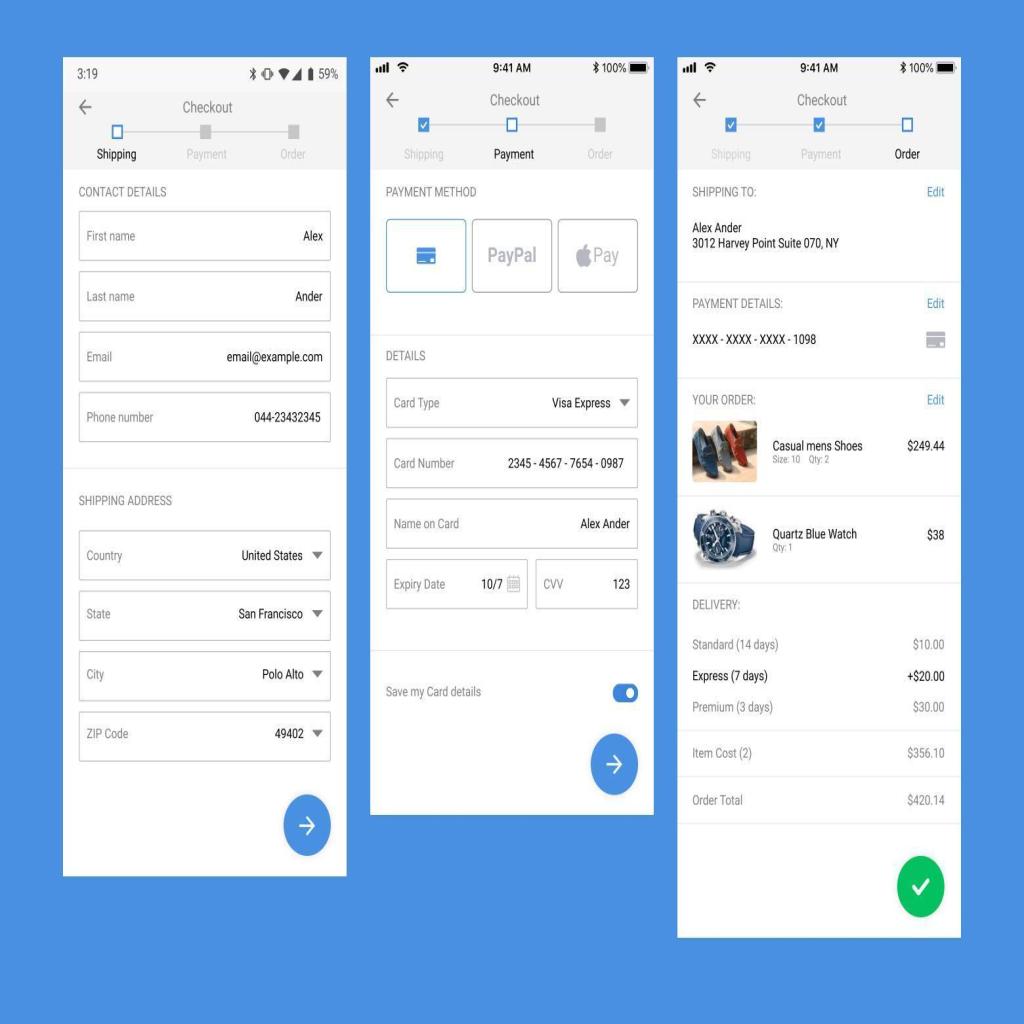 3:19
59%
Checkout
Shipping Payment Order
CONTACT DETAILS
First name Alex
Last name Ander
Email email@example.com
Phone number 044-23432345
SHIPPING ADDRESS
Country United States
State San Francisco
City Polo Alto
ZIP Code 49402
9:41 AM
100%
Checkout
Shipping Payment Order
PAYMENT METHOD
PayPal
Pay
DETAILS
Card Type Visa Express
Card Number 2345 - 4567 - 7654 - 0987
Name on Card Alex Ander
Expiry Date 10/7 CVV 123
Save my Card details
9:41 AM
100%
Checkout
Shipping Payment Order
SHIPPING TO: Edit
Alex Ander
3012 Harvey Point Suite 070, NY
PAYMENT DETAILS: Edit
XXXX - XXXX - XXXX - 1098
YOUR ORDER: Edit
Casual mens Shoes $249.44
Size: 10 Qty: 2
Quartz Blue Watch $38
Qty: 1
DELIVERY:
Standard (14 days) $10.00
Express (7 days) +$20.00
Premium (3 days) $30.00
Item Cost (2) $356.10
Order Total $420.14